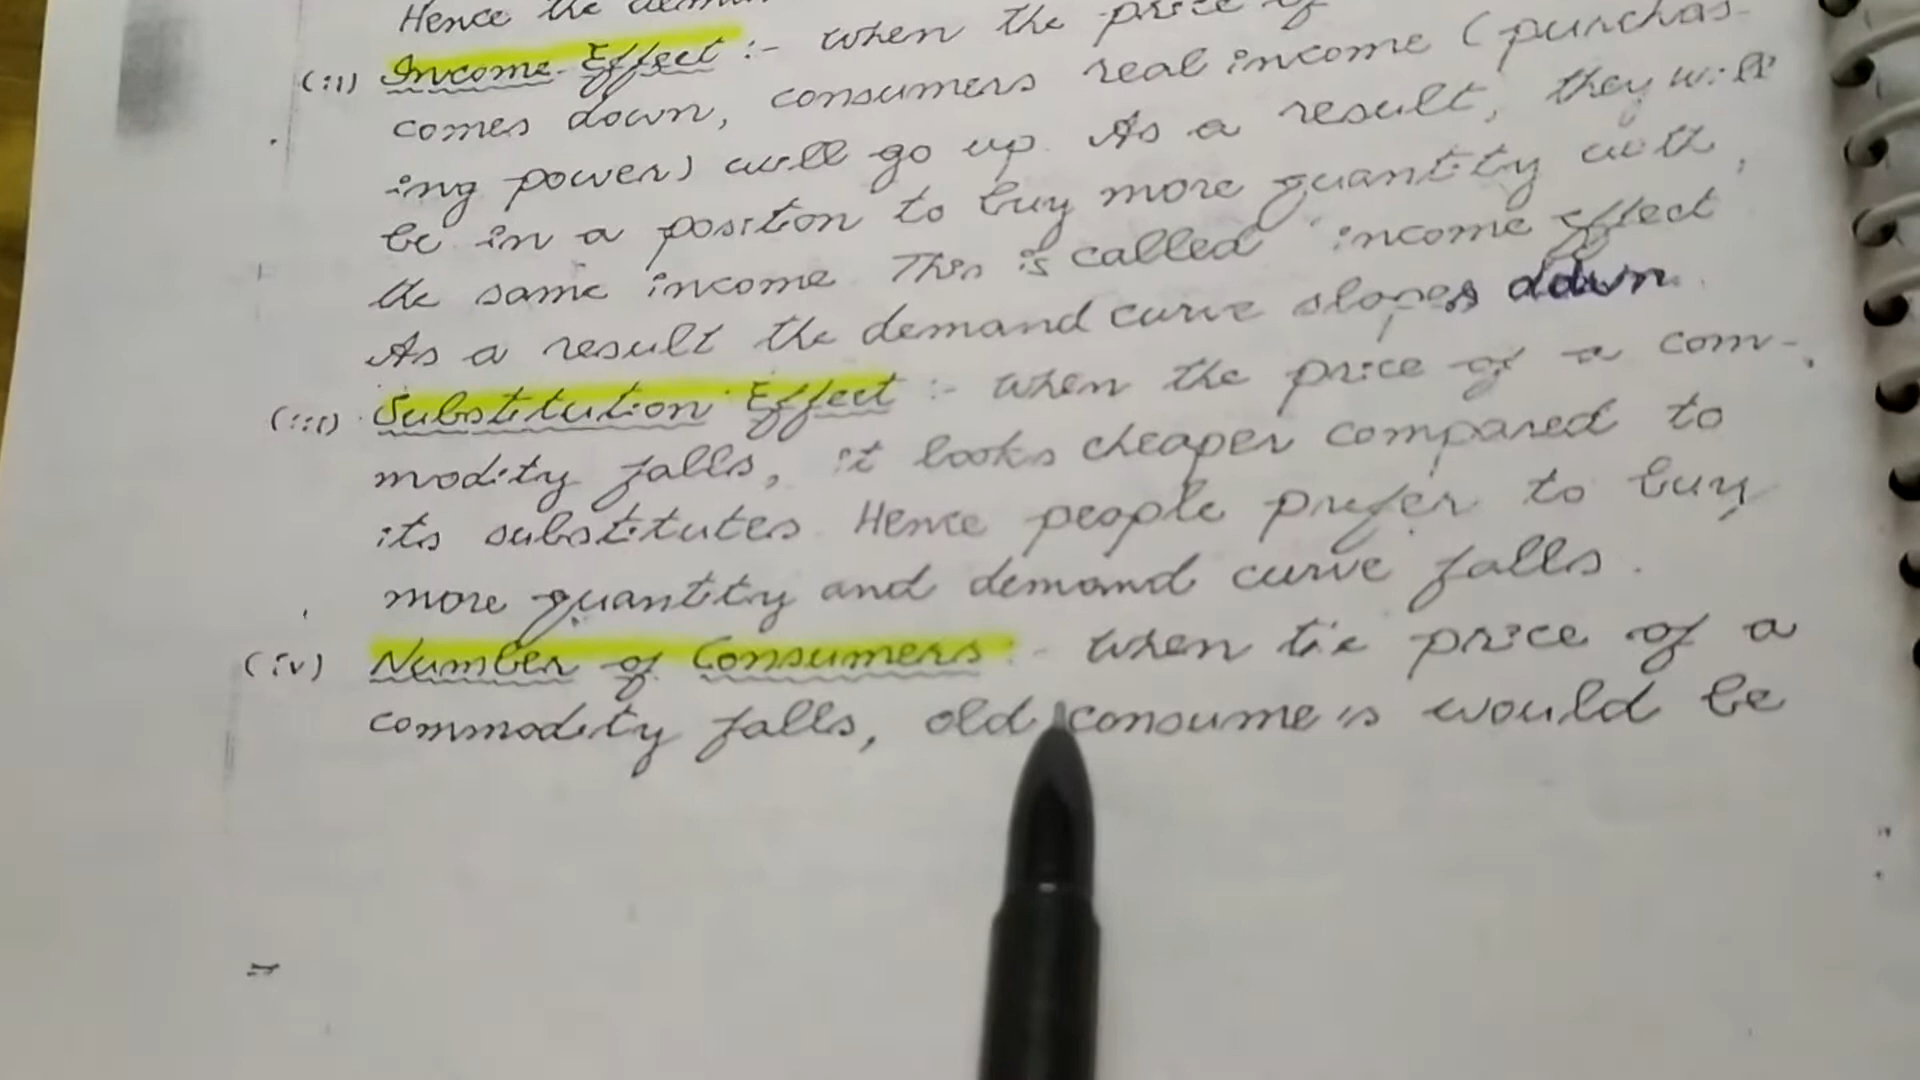 Hence the deman
(ii) Income Effect :- when the price of
comes down, consumers real income (purchas-
ing power) will go up. As a result, they will
be in a position to buy more quantity with
the same income. This is called 'income effect
As a result the demand curve slopes down.
(iii) Substitution Effect :- when the price of a com-
modity falls, it looks cheaper compared to
its substitutes. Hence people prefer to buy
more quantity and demand curve falls.
(iv) Number of Consumers :- when the price of a
commodity falls, old consumers would be